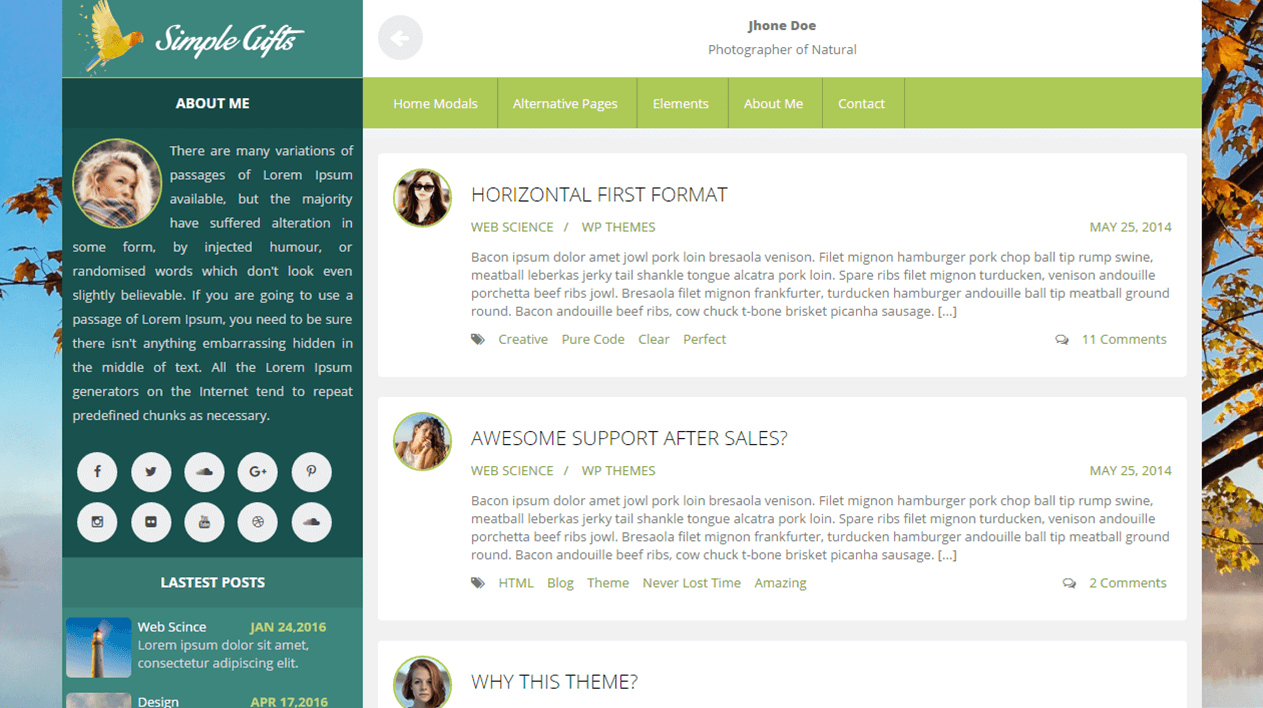 Simple Gifts
ABOUT ME
There are many variations of
passages of Lorem Ipsum
available, but the majority
have suffered alteration in
some form, by injected humour, or
randomised words which don't look even
slightly believable. If you are going to use a
passage of Lorem Ipsum, you need to be sure
there isn't anything embarrassing hidden in
the middle of text. All the Lorem Ipsum
generators on the Internet tend to repeat
predefined chunks as necessary.
LASTEST POSTS
Web Scince JAN 24,2016
Lorem ipsum dolor sit amet,
consectetur adipiscing elit.
Design APR 17,2016
Jhone Doe
Photographer of Natural
Home Modals Alternative Pages Elements About Me Contact
HORIZONTAL FIRST FORMAT
WEB SCIENCE / WP THEMES MAY 25, 2014
Bacon ipsum dolor amet jowl pork loin bresaola venison. Filet mignon hamburger pork chop ball tip rump swine,
meatball leberkas jerky tail shankle tongue alcatra pork loin. Spare ribs filet mignon turducken, venison andouille
porchetta beef ribs jowl. Bresaola filet mignon frankfurter, turducken hamburger andouille ball tip meatball ground
round. Bacon andouille beef ribs, cow chuck t-bone brisket picanha sausage. [...]
Creative Pure Code Clear Perfect 11 Comments
AWESOME SUPPORT AFTER SALES?
WEB SCIENCE / WP THEMES MAY 25, 2014
Bacon ipsum dolor amet jowl pork loin bresaola venison. Filet mignon hamburger pork chop ball tip rump swine,
meatball leberkas jerky tail shankle tongue alcatra pork loin. Spare ribs filet mignon turducken, venison andouille
porchetta beef ribs jowl. Bresaola filet mignon frankfurter, turducken hamburger andouille ball tip meatball ground
round. Bacon andouille beef ribs, cow chuck t-bone brisket picanha sausage. [...]
HTML Blog Theme Never Lost Time Amazing 2 Comments
WHY THIS THEME?